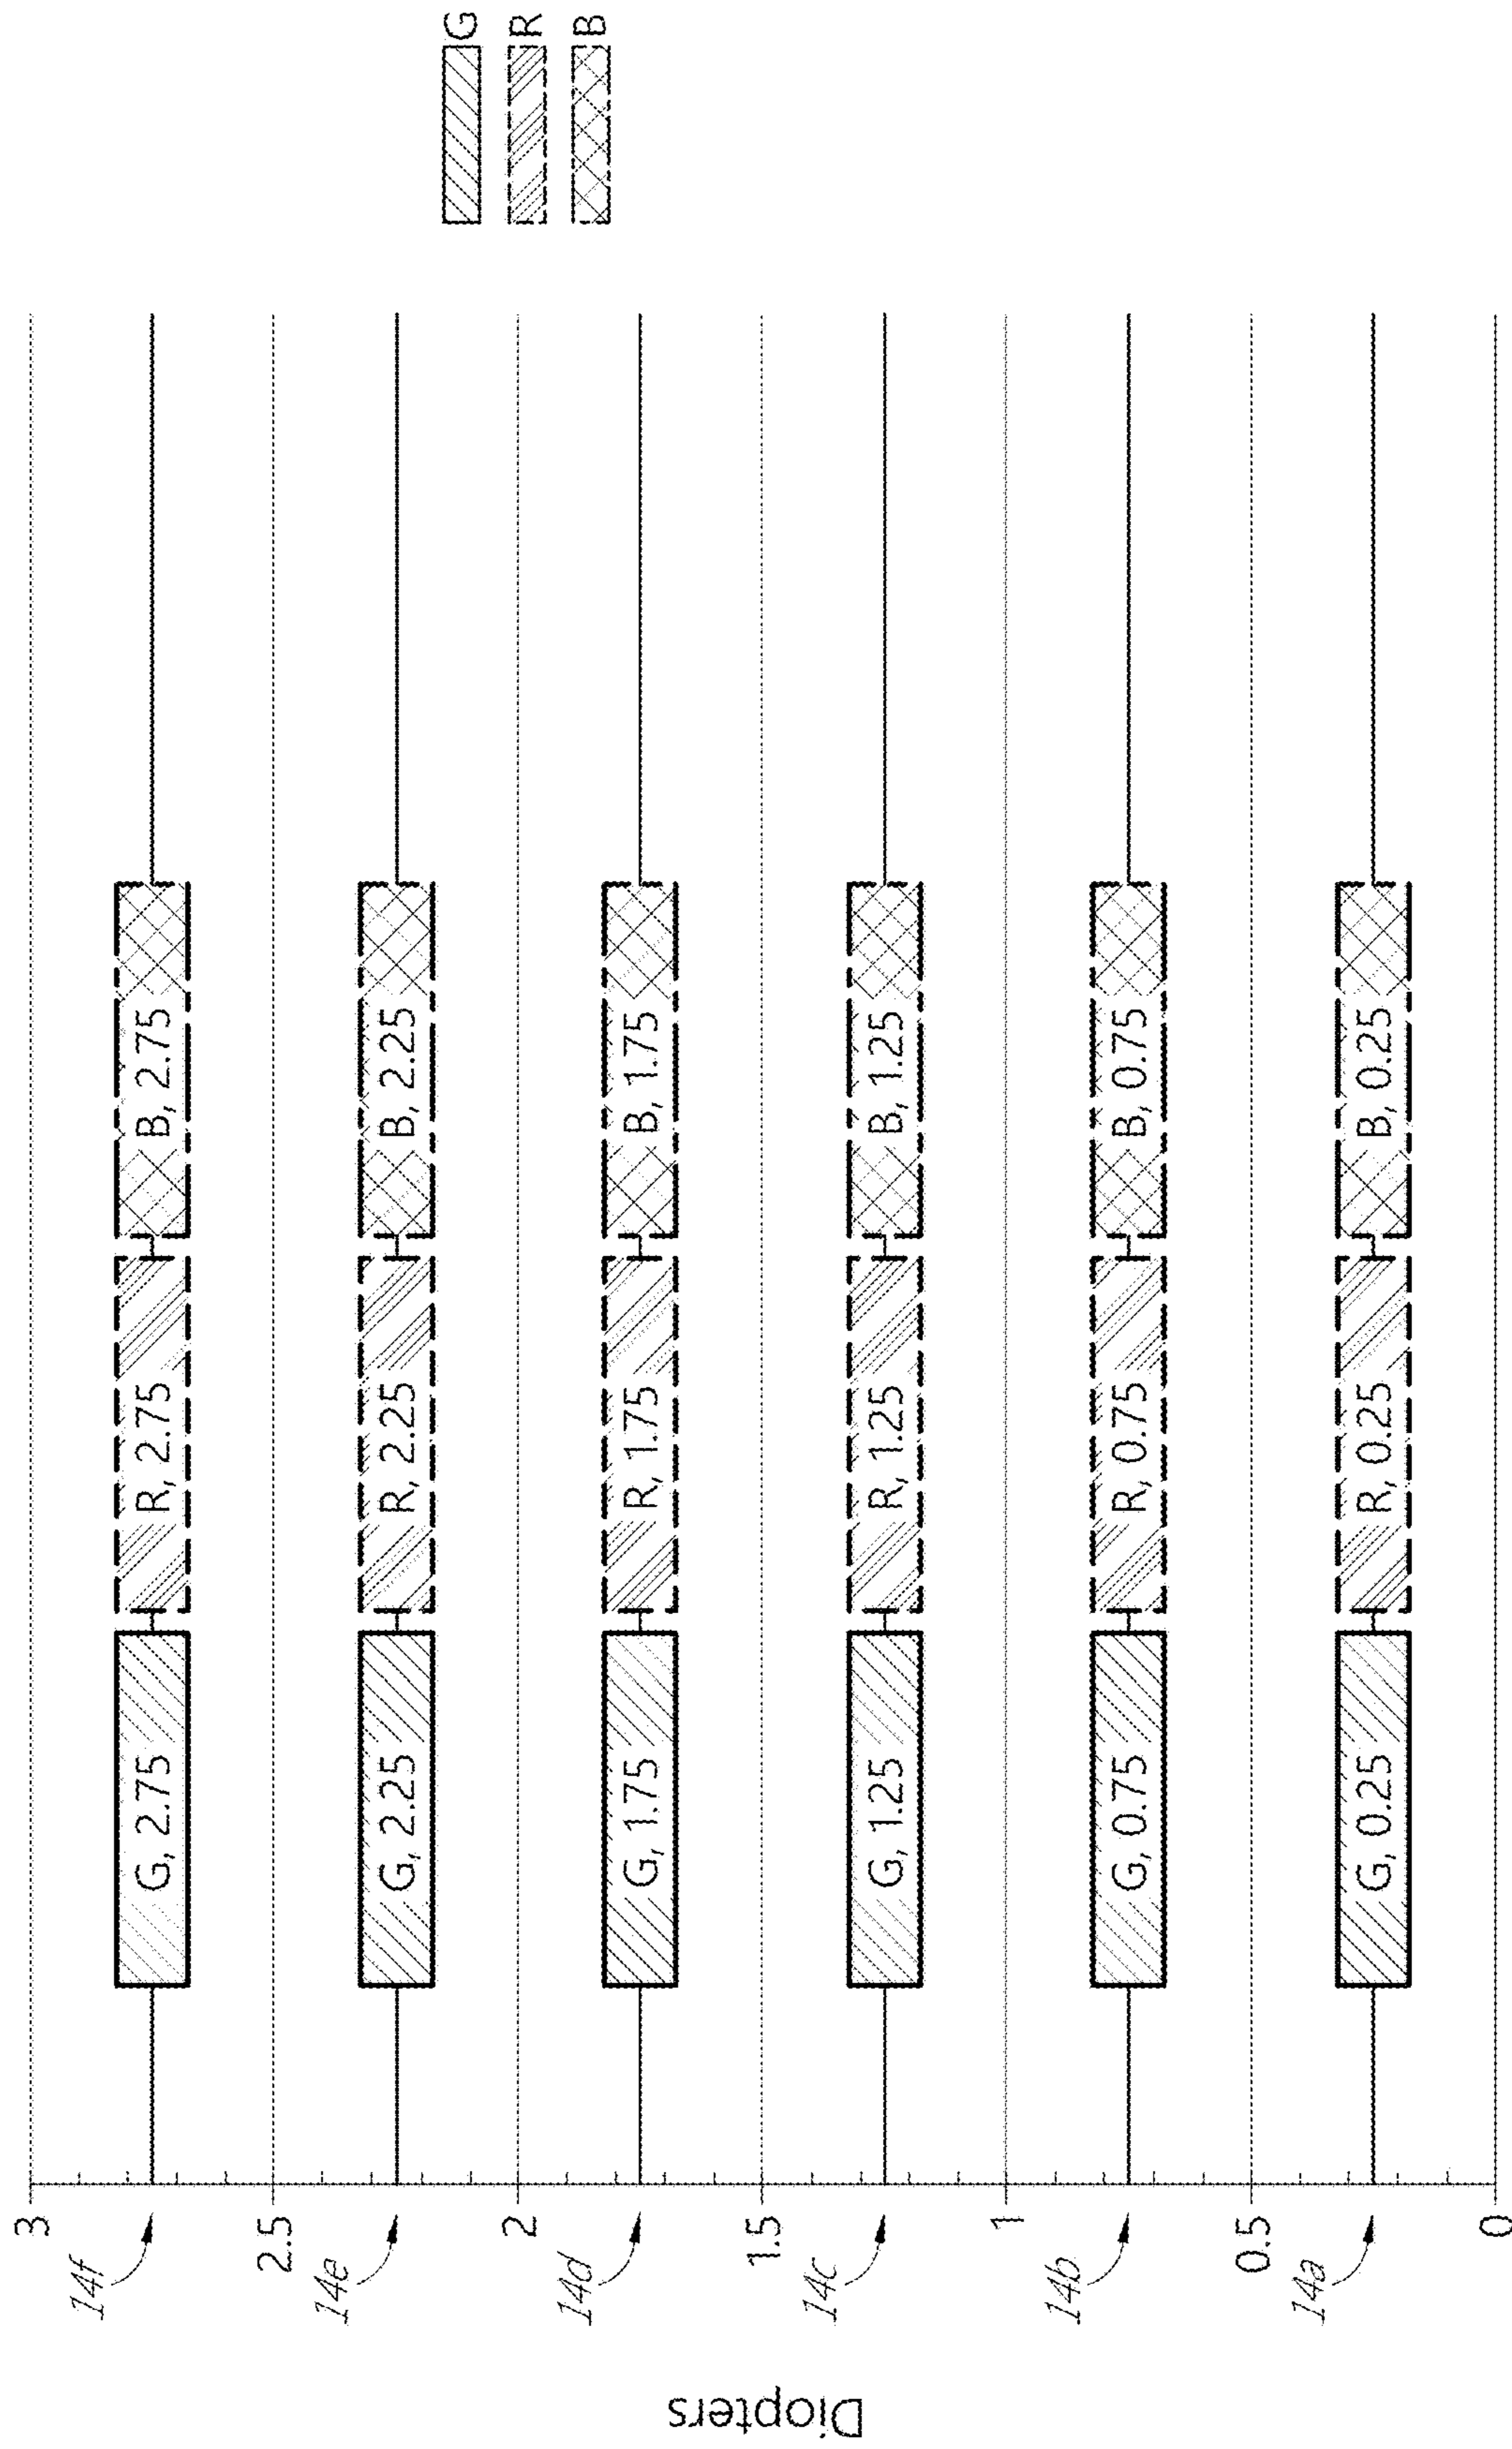 Diopters
3
14f
G, 2.75 R, 2.75 B, 2.75
2.5
14e
G, 2.25 R, 2.25 B, 2.25
2
14d
G, 1.75 R, 1.75 B, 1.75
1.5
14c
G, 1.25 R, 1.25 B, 1.25
1
14b
G, 0.75 R, 0.75 B, 0.75
0.5
14a
G, 0.25 R, 0.25 B, 0.25
0
G
R
B